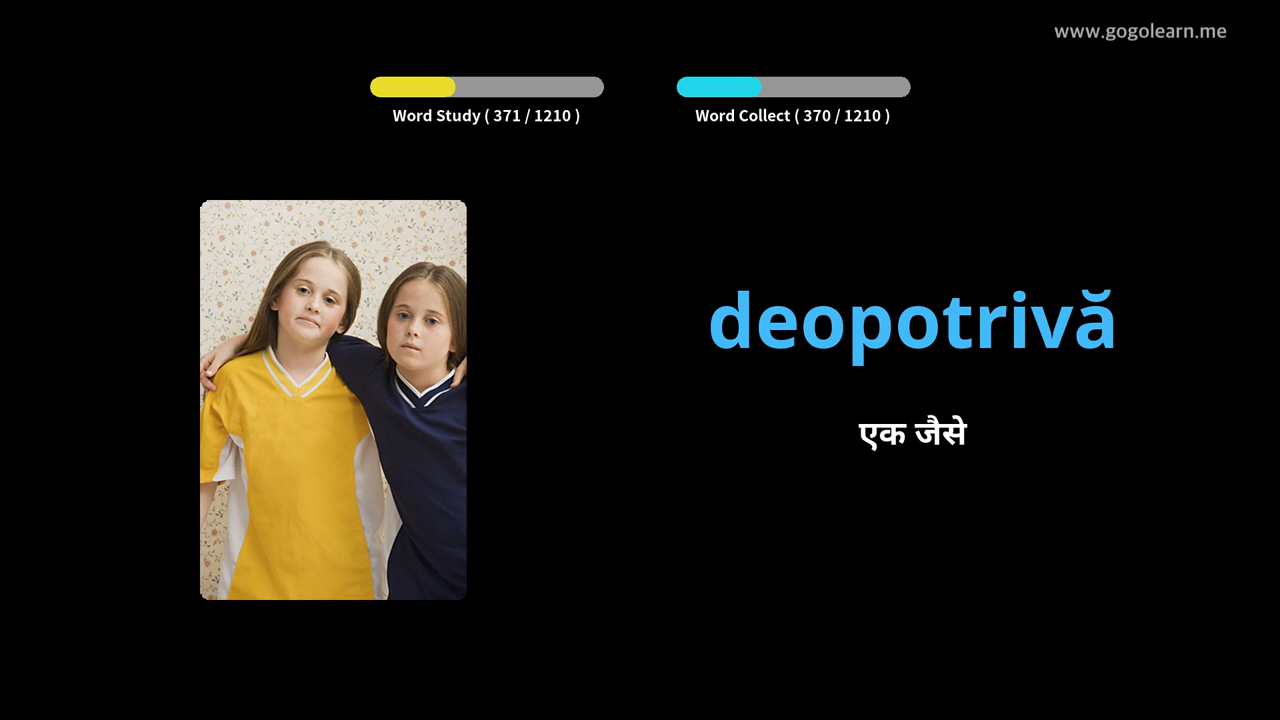 www.gogolearn.me
Word Study ( 371 / 1210 )
Word Collect ( 370 / 1210 )
deopotrivă
एक जैसे